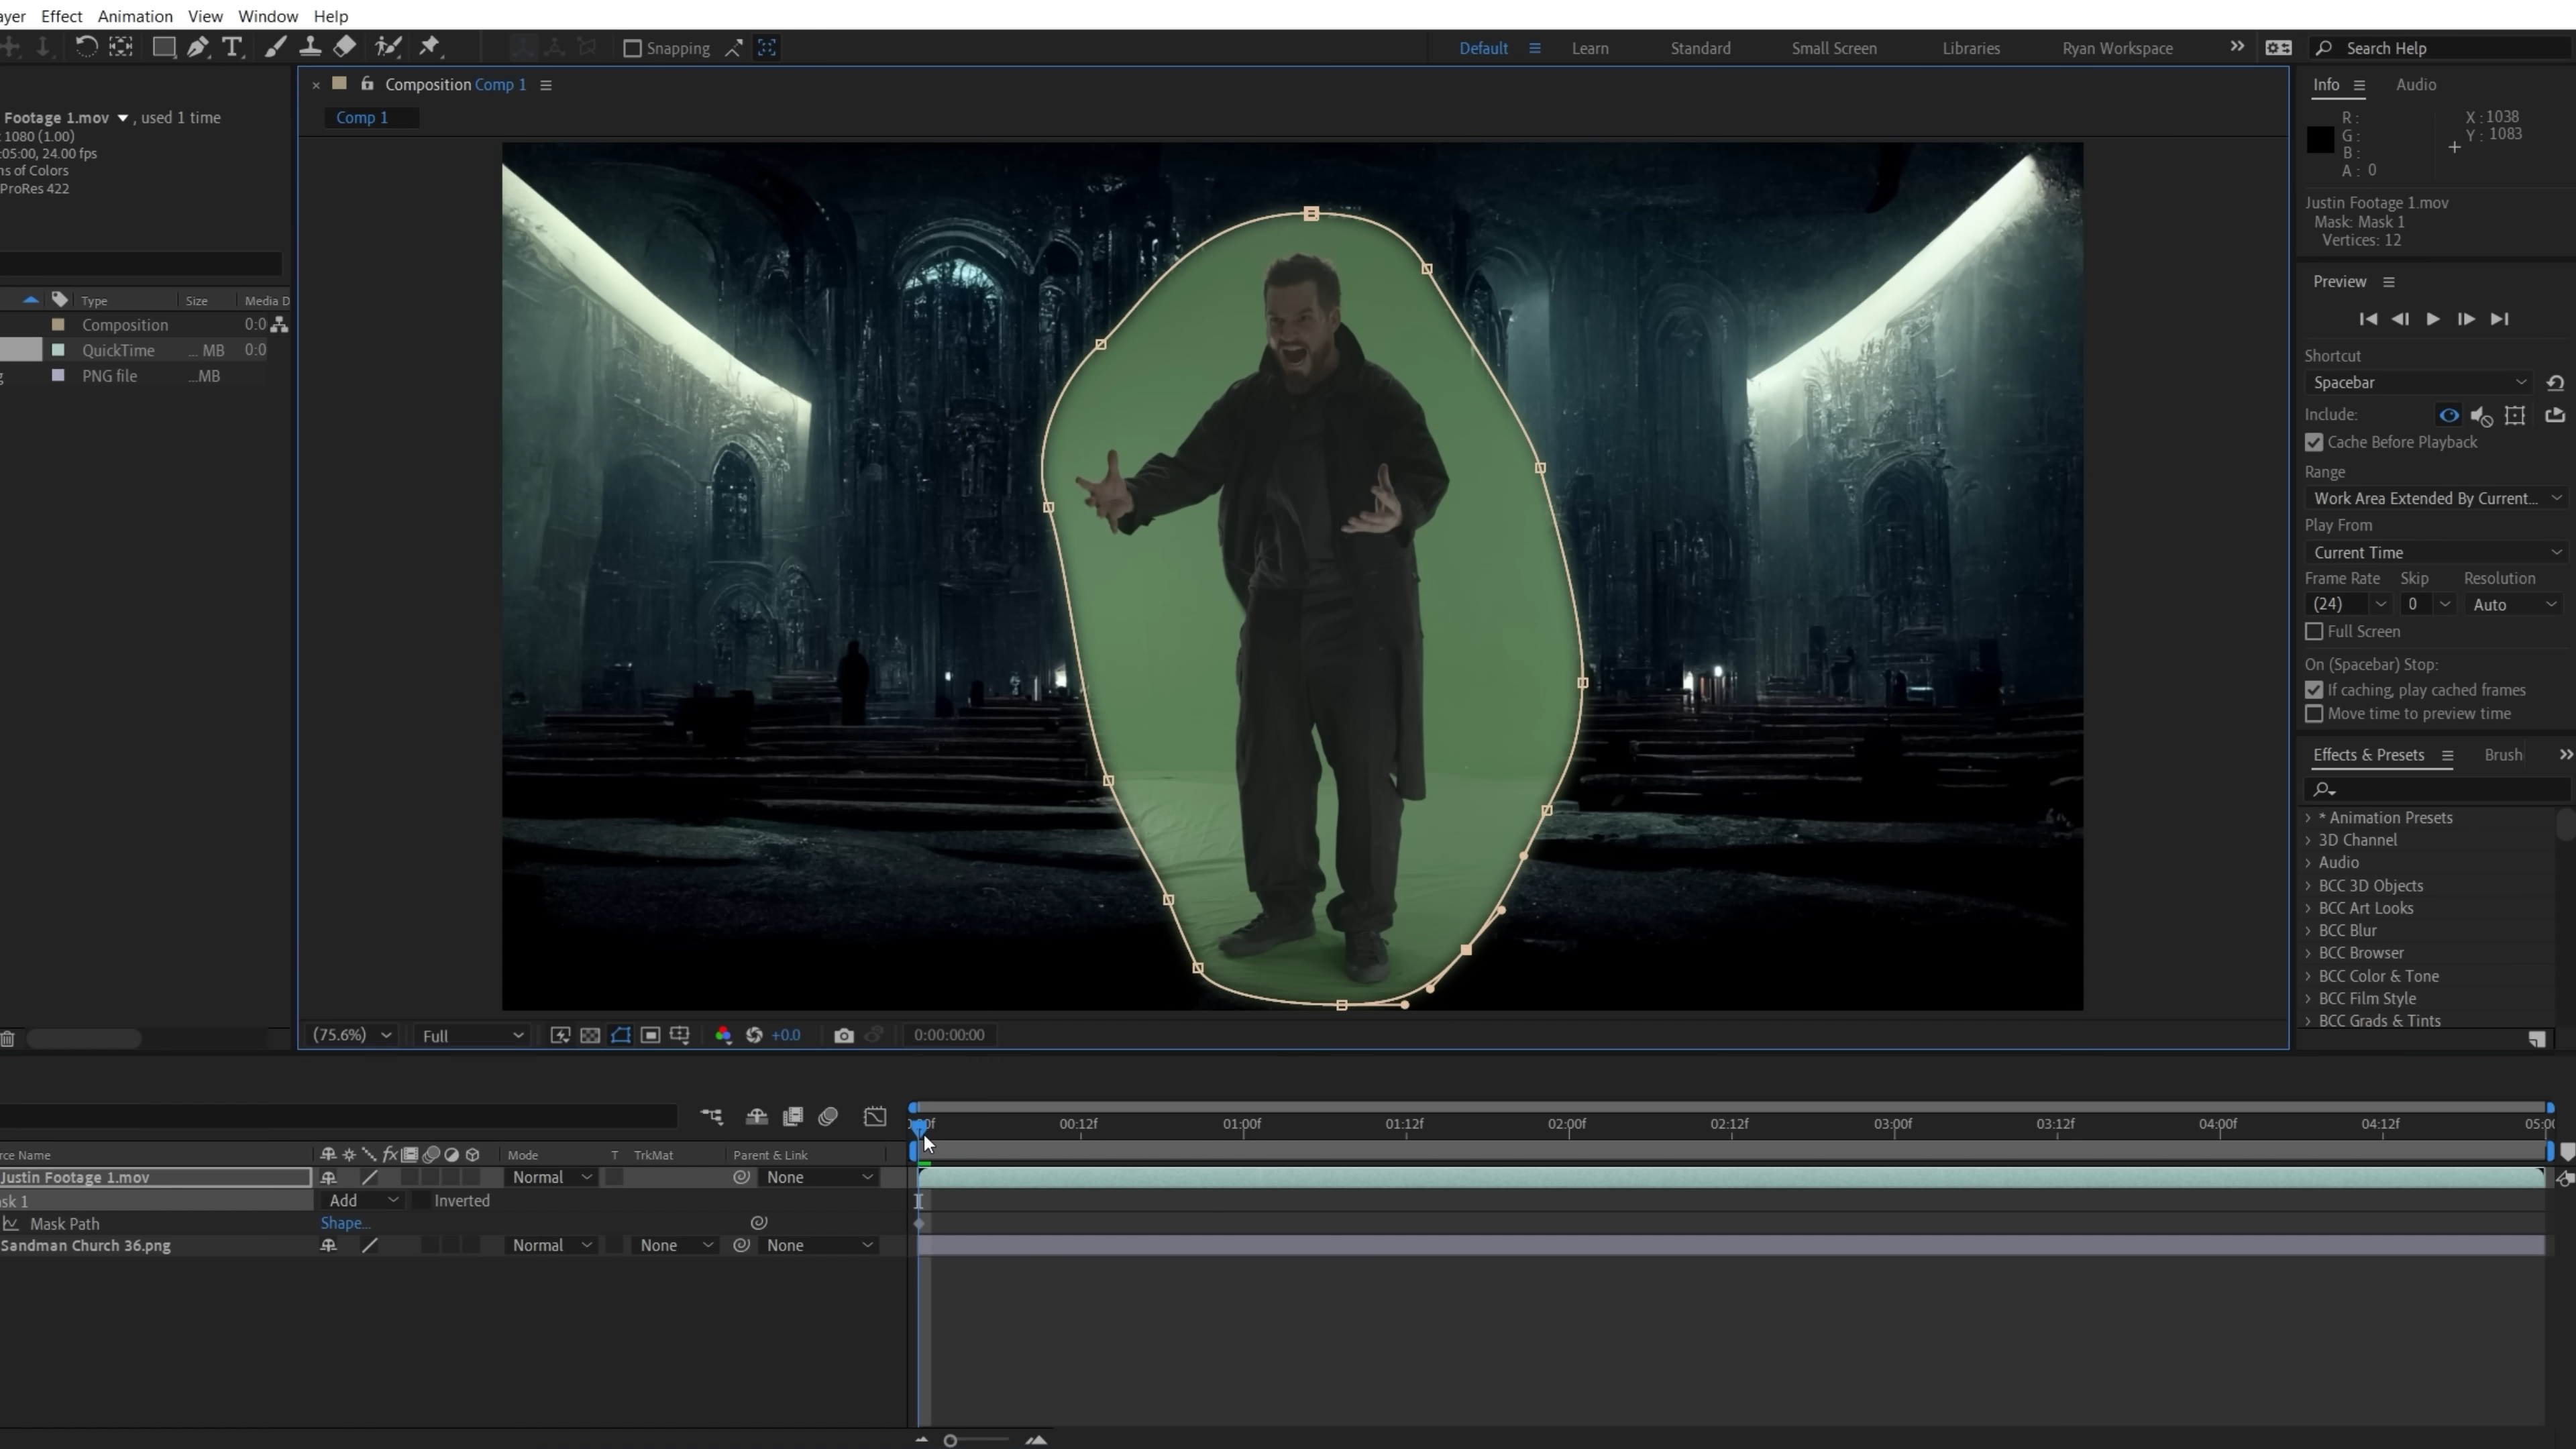 ayer Effect Animation View Window Help
Snapping Default Learn Standard Small Screen Libraries Ryan Workspace Search Help
Footage 1.mov , used 1 time
1080 (1.00)
:05:00, 24.00 fps
ns of Colors
ProRes 422
Type Size Media D
Composition 0:0
QuickTime ... MB 0:0
PNG file ...MB
Composition Comp 1
Comp 1
(75.6%) Full +0.0 0:00:00:00
Info Audio
R :
G :
B :
A : 0
X : 1038
Y : 1083
Justin Footage 1.mov
Mask: Mask 1
Vertices: 12
Preview
Shortcut
Spacebar
Include:
Cache Before Playback
Range
Work Area Extended By Current...
Play From
Current Time
Frame Rate Skip Resolution
(24) 0 Auto
Full Screen
On (Spacebar) Stop:
If caching, play cached frames
Move time to preview time
Effects & Presets Brush
* Animation Presets
3D Channel
Audio
BCC 3D Objects
BCC Art Looks
BCC Blur
BCC Browser
BCC Color & Tone
BCC Film Style
BCC Grads & Tints
00:12f 01:00f 01:12f 02:00f 02:12f 03:00f 03:12f 04:00f 04:12f 05:00
rce Name fx Mode T TrkMat Parent & Link
Justin Footage 1.mov Normal None
sk 1 Add Inverted
Mask Path Shape...
Sandman Church 36.png Normal None None